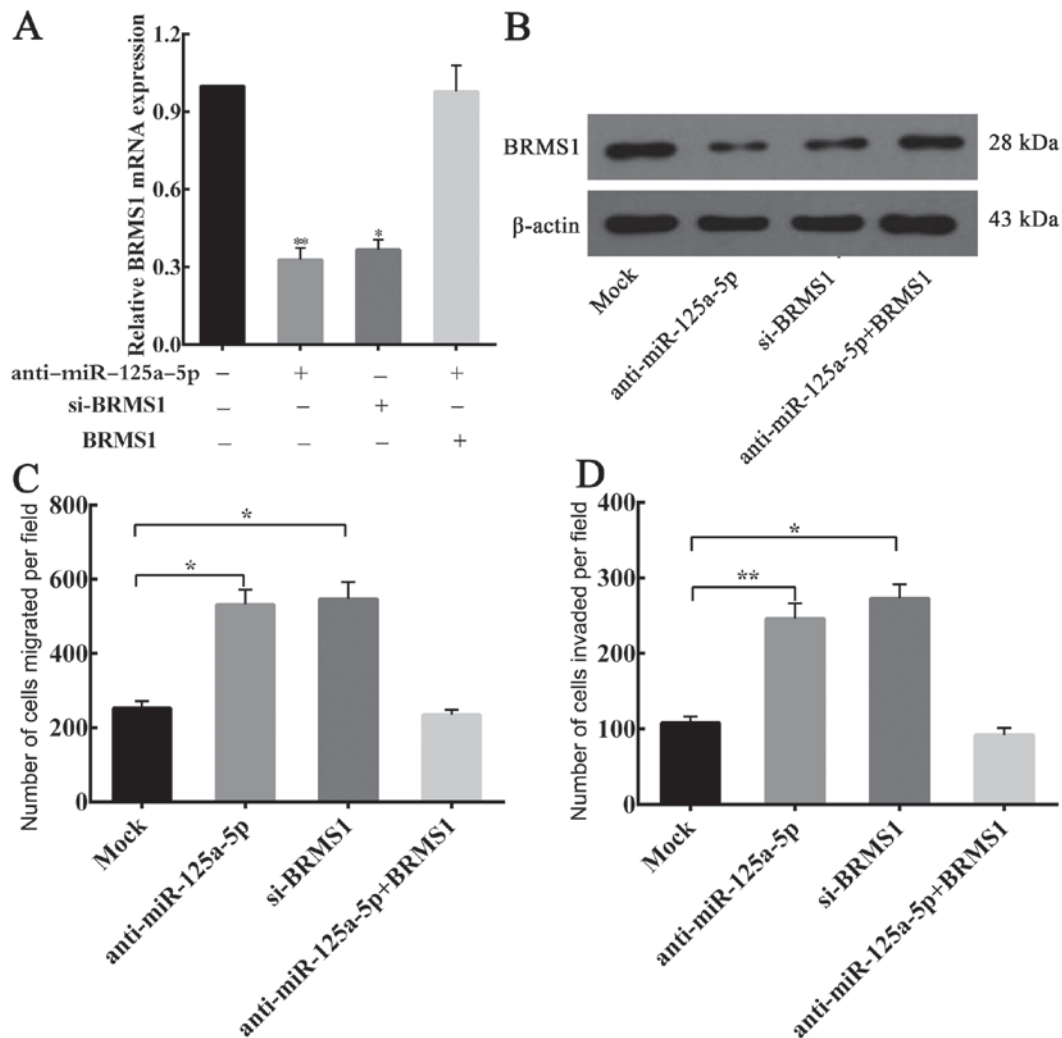 A
Relative BRMS1 mRNA expression
1.2
0.9
0.6
0.3
0.0
** *
anti–miR–125a–5p – + – +
si-BRMS1 – – + –
BRMS1 – – – +
B
BRMS1 28 kDa
β-actin 43 kDa
Mock
anti-miR-125a-5p
si-BRMS1
anti-miR-125a-5p+BRMS1
C
Number of cells migrated per field
800
600
400
200
0
*
*
Mock
anti-miR-125a-5p
si-BRMS1
anti-miR-125a-5p+BRMS1
D
Number of cells invaded per field
400
300
200
100
0
*
**
Mock
anti-miR-125a-5p
si-BRMS1
anti-miR-125a-5p+BRMS1